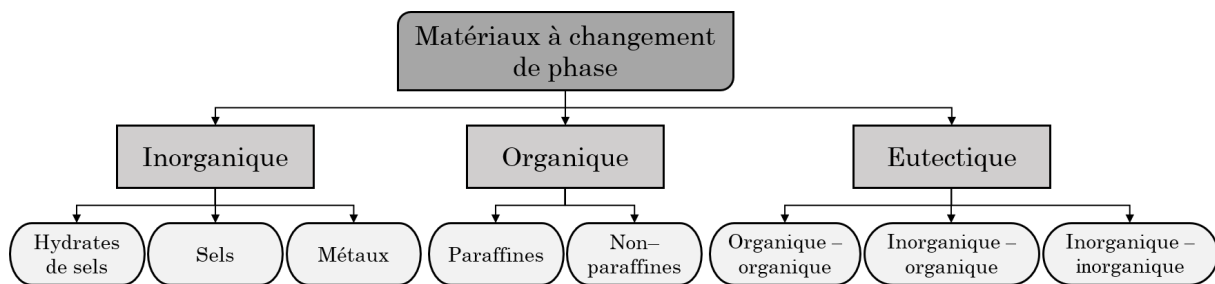 Matériaux à changement
de phase
Inorganique
Organique
Eutectique
Hydrates
de sels
Sels
Métaux
Paraffines
Non–
paraffines
Organique –
organique
Inorganique –
organique
Inorganique –
inorganique